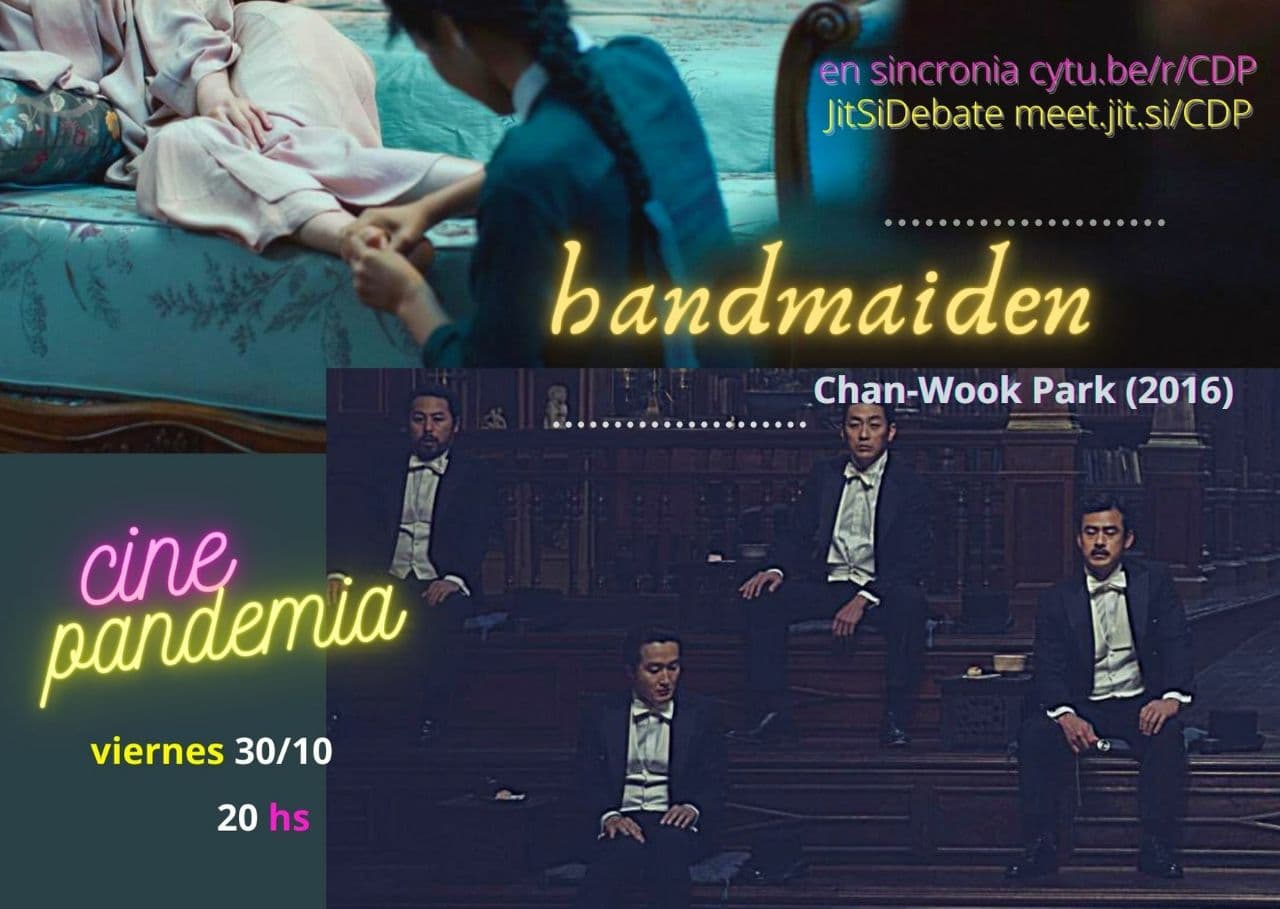 en sincronia cytu.be/r/CDP
JitSiDebate meet.jit.si/CDP
handmaiden
Chan-Wook Park (2016)
cine
pandemia
viernes 30/10
20 hs